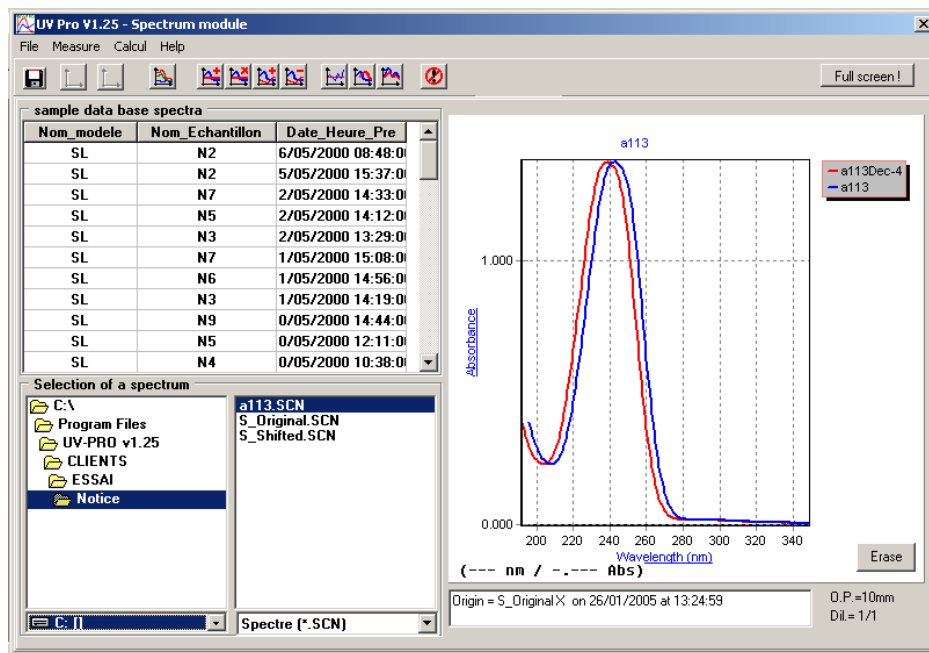 UV Pro V1.25 - Spectrum module
File Measure Calcul Help
Full screen !
sample data base spectra
Nom_modele Nom_Echantillon Date_Heure_Pre
SL N2 6/05/2000 08:48:0
SL N2 5/05/2000 15:37:0
SL N7 2/05/2000 14:33:0
SL N5 2/05/2000 14:12:0
SL N3 2/05/2000 13:29:0
SL N7 1/05/2000 15:08:0
SL N6 1/05/2000 14:56:0
SL N3 1/05/2000 14:19:0
SL N9 0/05/2000 14:44:0
SL N5 0/05/2000 12:11:0
SL N4 0/05/2000 10:38:0
Selection of a spectrum
C:\
Program Files
UV-PRO v1.25
CLIENTS
ESSAI
Notice
C: []
a113.SCN
S_Original.SCN
S_Shifted.SCN
Spectre (*.SCN)
a113
a113Dec-4
a113
1.000
0.000
Absorbance
200 220 240 260 280 300 320 340
Wavelength (nm)
(--- nm / -.--- Abs)
Erase
Origin = S_Original X on 26/01/2005 at 13:24:59
O.P.=10mm
Dil.= 1/1